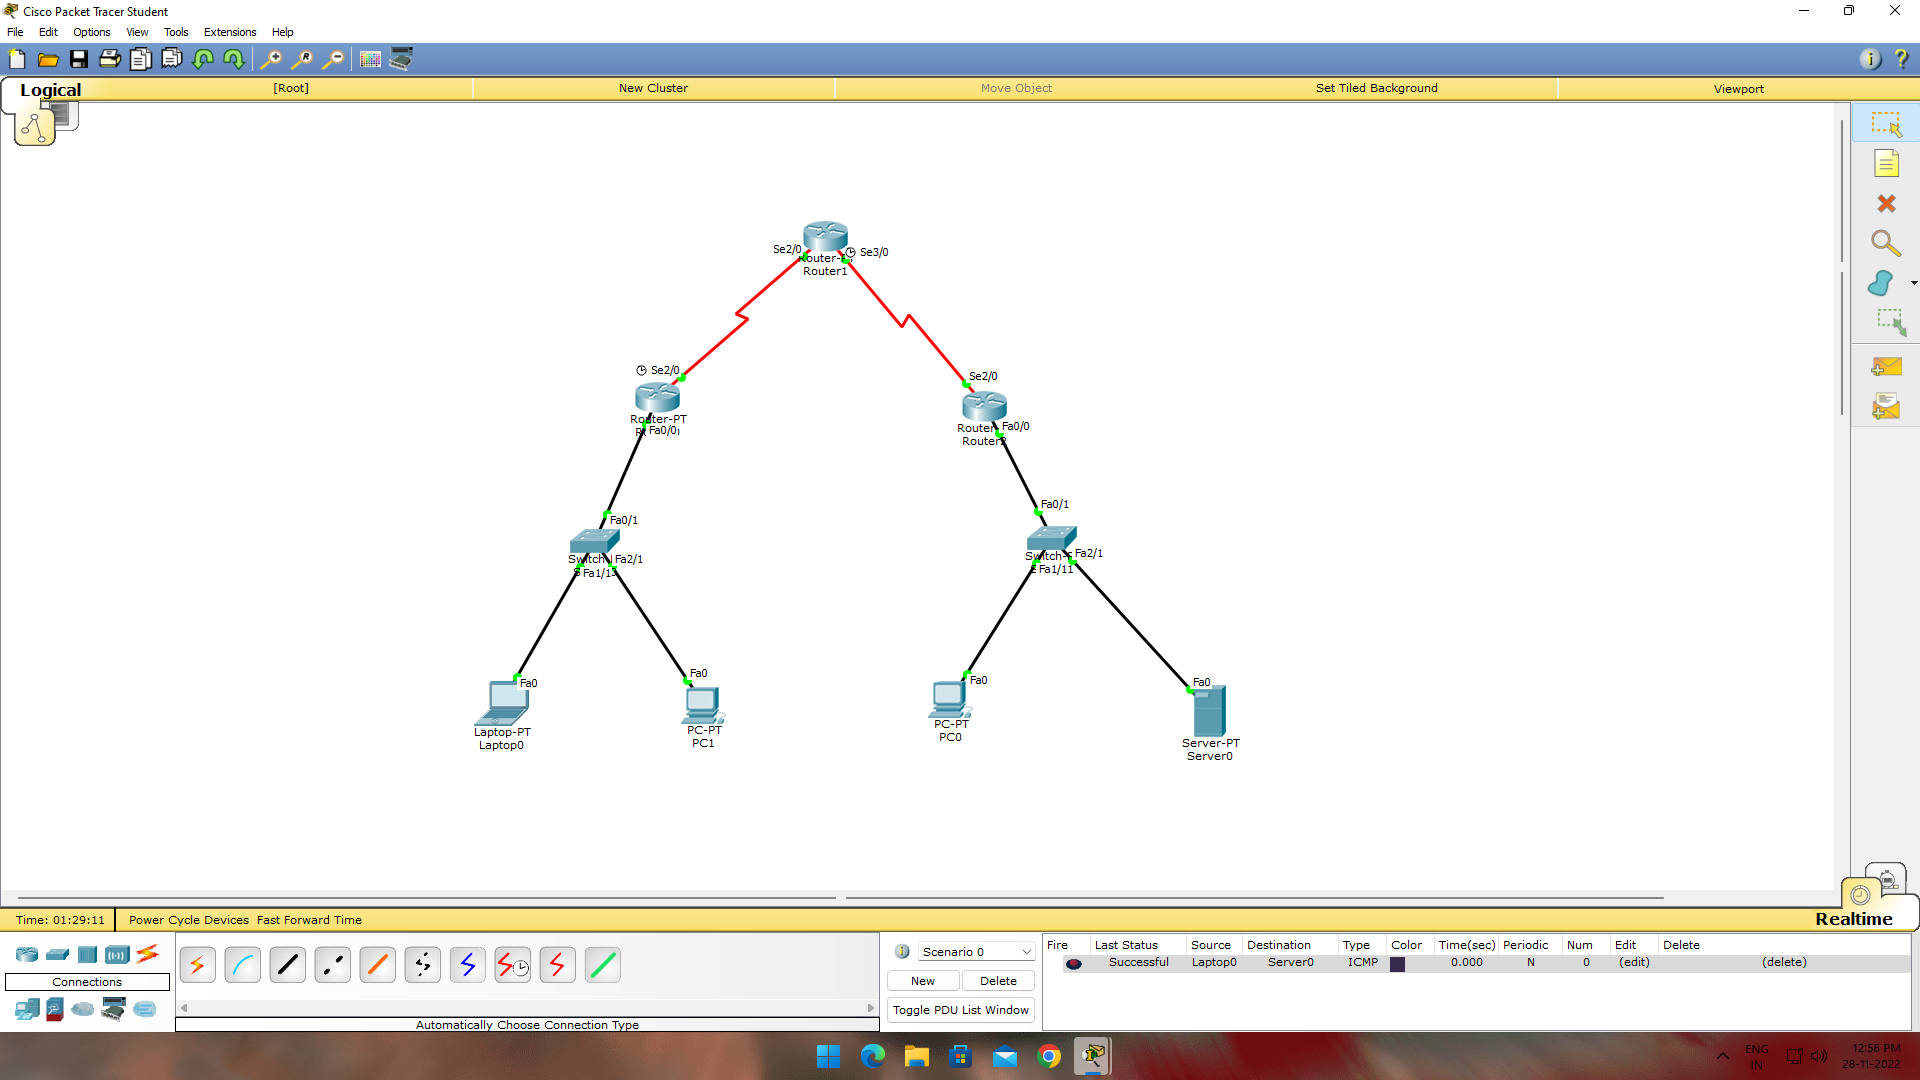 Cisco Packet Tracer Student
File Edit Options View Tools Extensions Help
Logical [Root] New Cluster Move Object Set Tiled Background Viewport
Se2/0 Se3/0
Router1
Se2/0
Router-PT
Fa0/0
Se2/0
Fa0/0
Router
Fa0/1
Switch
Fa2/1
Fa1/1
Fa0/1
Switch
Fa2/1
Fa1/11
Fa0
Laptop-PT
Laptop0
Fa0
PC-PT
PC1
Fa0
PC-PT
PC0
Fa0
Server-PT
Server0
Time: 01:29:11 Power Cycle Devices Fast Forward Time
Realtime
Connections
Automatically Choose Connection Type
Scenario 0
New Delete
Toggle PDU List Window
Fire Last Status Source Destination Type Color Time(sec) Periodic Num Edit Delete
Successful Laptop0 Server0 ICMP 0.000 N 0 (edit) (delete)
ENG
IN
12:56 PM
28-11-2022